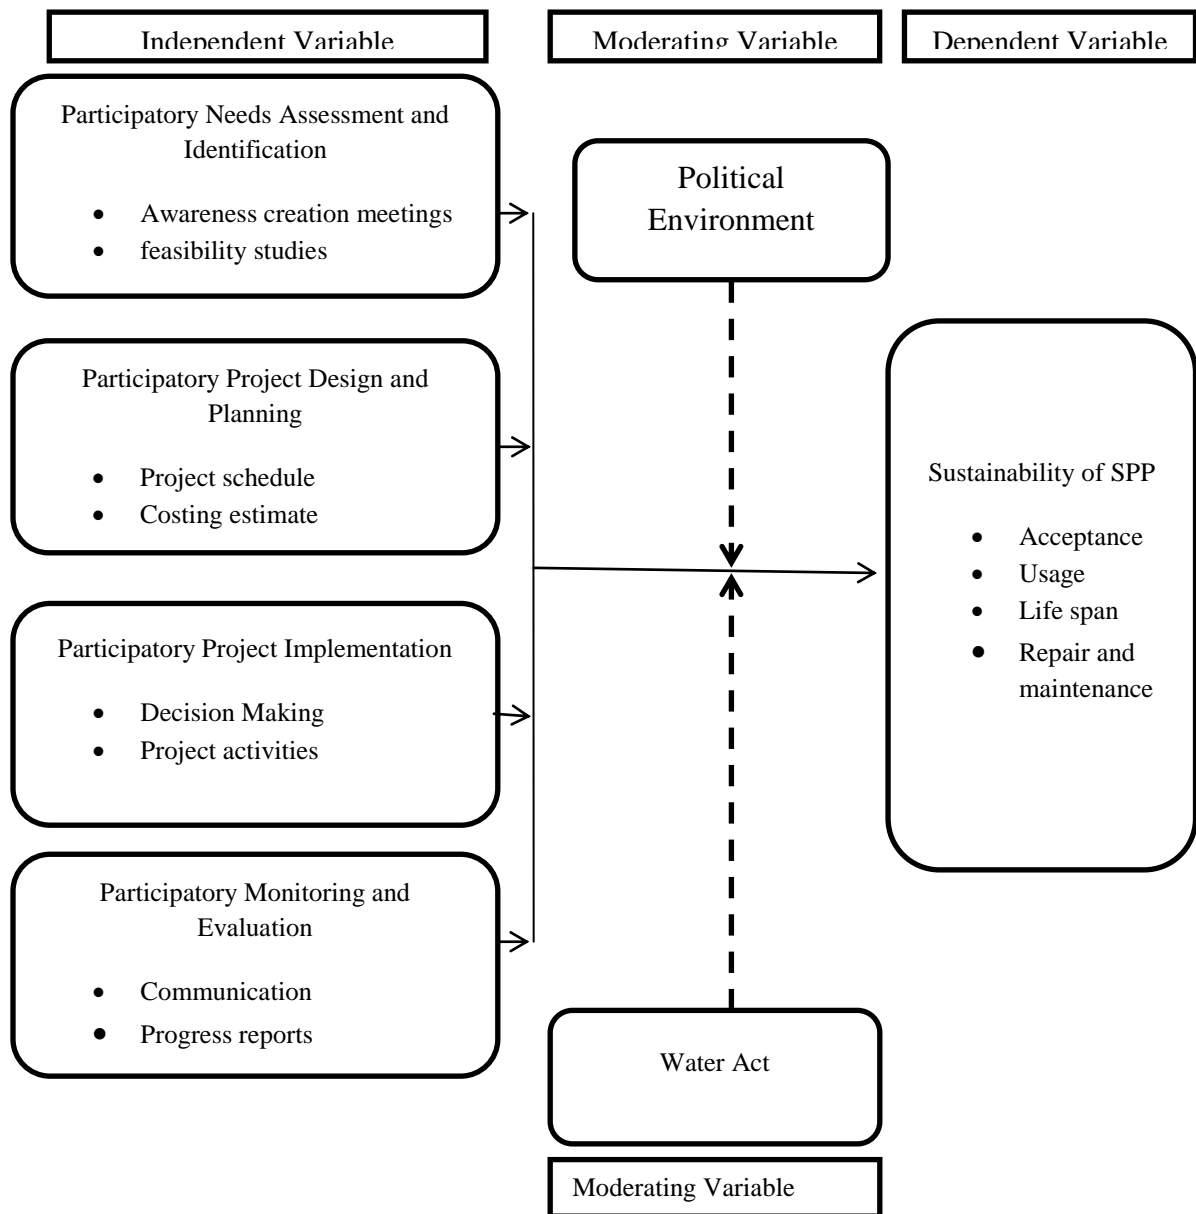 Independent Variable
Moderating Variable
Dependent Variable
Participatory Needs Assessment and
Identification
• Awareness creation meetings
• feasibility studies
Participatory Project Design and
Planning
• Project schedule
• Costing estimate
Participatory Project Implementation
• Decision Making
• Project activities
Participatory Monitoring and
Evaluation
• Communication
• Progress reports
Political
Environment
Water Act
Moderating Variable
Sustainability of SPP
• Acceptance
• Usage
• Life span
• Repair and
maintenance